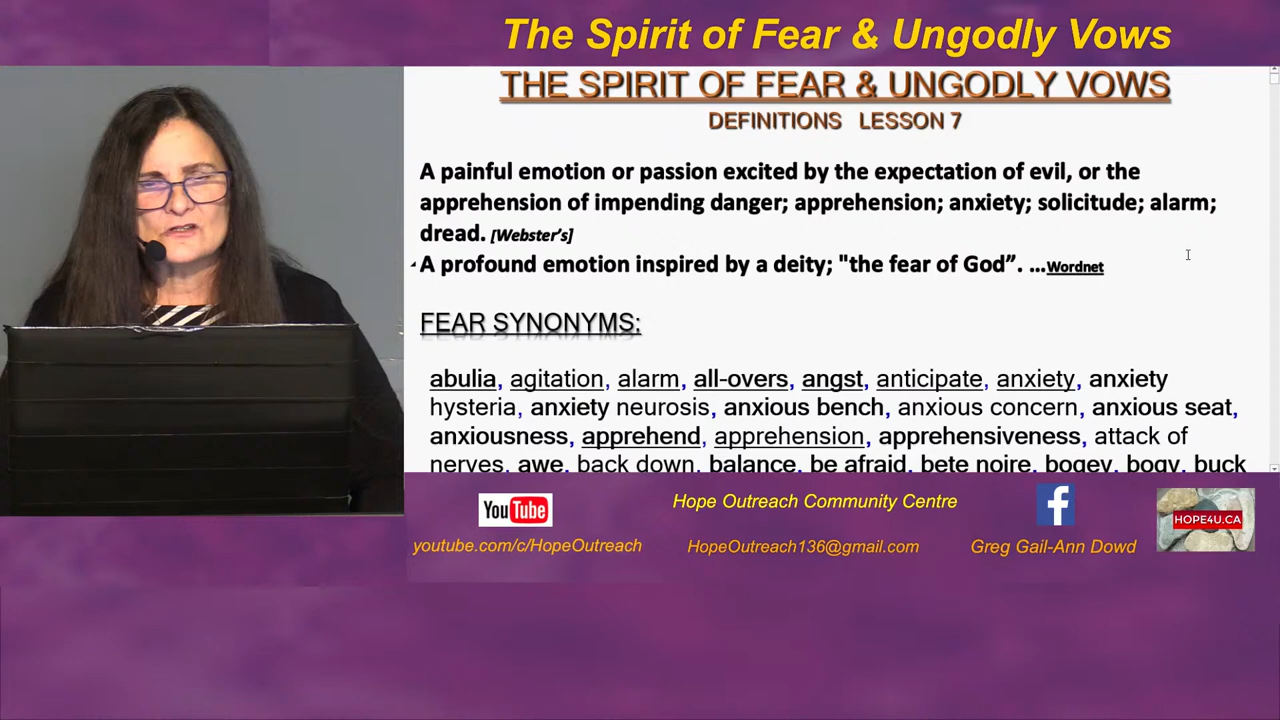 The Spirit of Fear & Ungodly Vows
THE SPIRIT OF FEAR & UNGODLY VOWS
DEFINITIONS LESSON 7
A painful emotion or passion excited by the expectation of evil, or the
apprehension of impending danger; apprehension; anxiety; solicitude; alarm;
dread. [Webster's]
A profound emotion inspired by a deity; "the fear of God”. ...Wordnet
FEAR SYNONYMS:
abulia, agitation, alarm, all-overs, angst, anticipate, anxiety, anxiety
hysteria, anxiety neurosis, anxious bench, anxious concern, anxious seat,
anxiousness, apprehend, apprehension, apprehensiveness, attack of
nerves, awe, back down, balance, be afraid, bete noire, bogey, bogy, buck
YouTube
youtube.com/c/HopeOutreach
Hope Outreach Community Centre
HopeOutreach136@gmail.com
f
Greg Gail-Ann Dowd
HOPE4U.CA